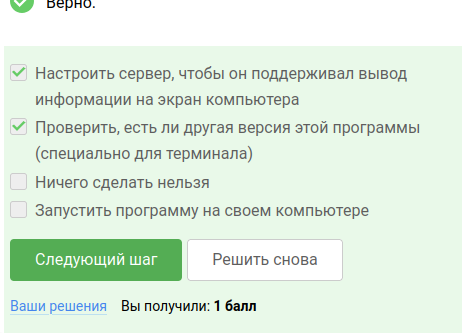 Верно.
Настроить сервер, чтобы он поддерживал вывод
информации на экран компьютера
Проверить, есть ли другая версия этой программы
(специально для терминала)
Ничего сделать нельзя
Запустить программу на своем компьютере
Следующий шаг Решить снова
Ваши решения Вы получили: 1 балл